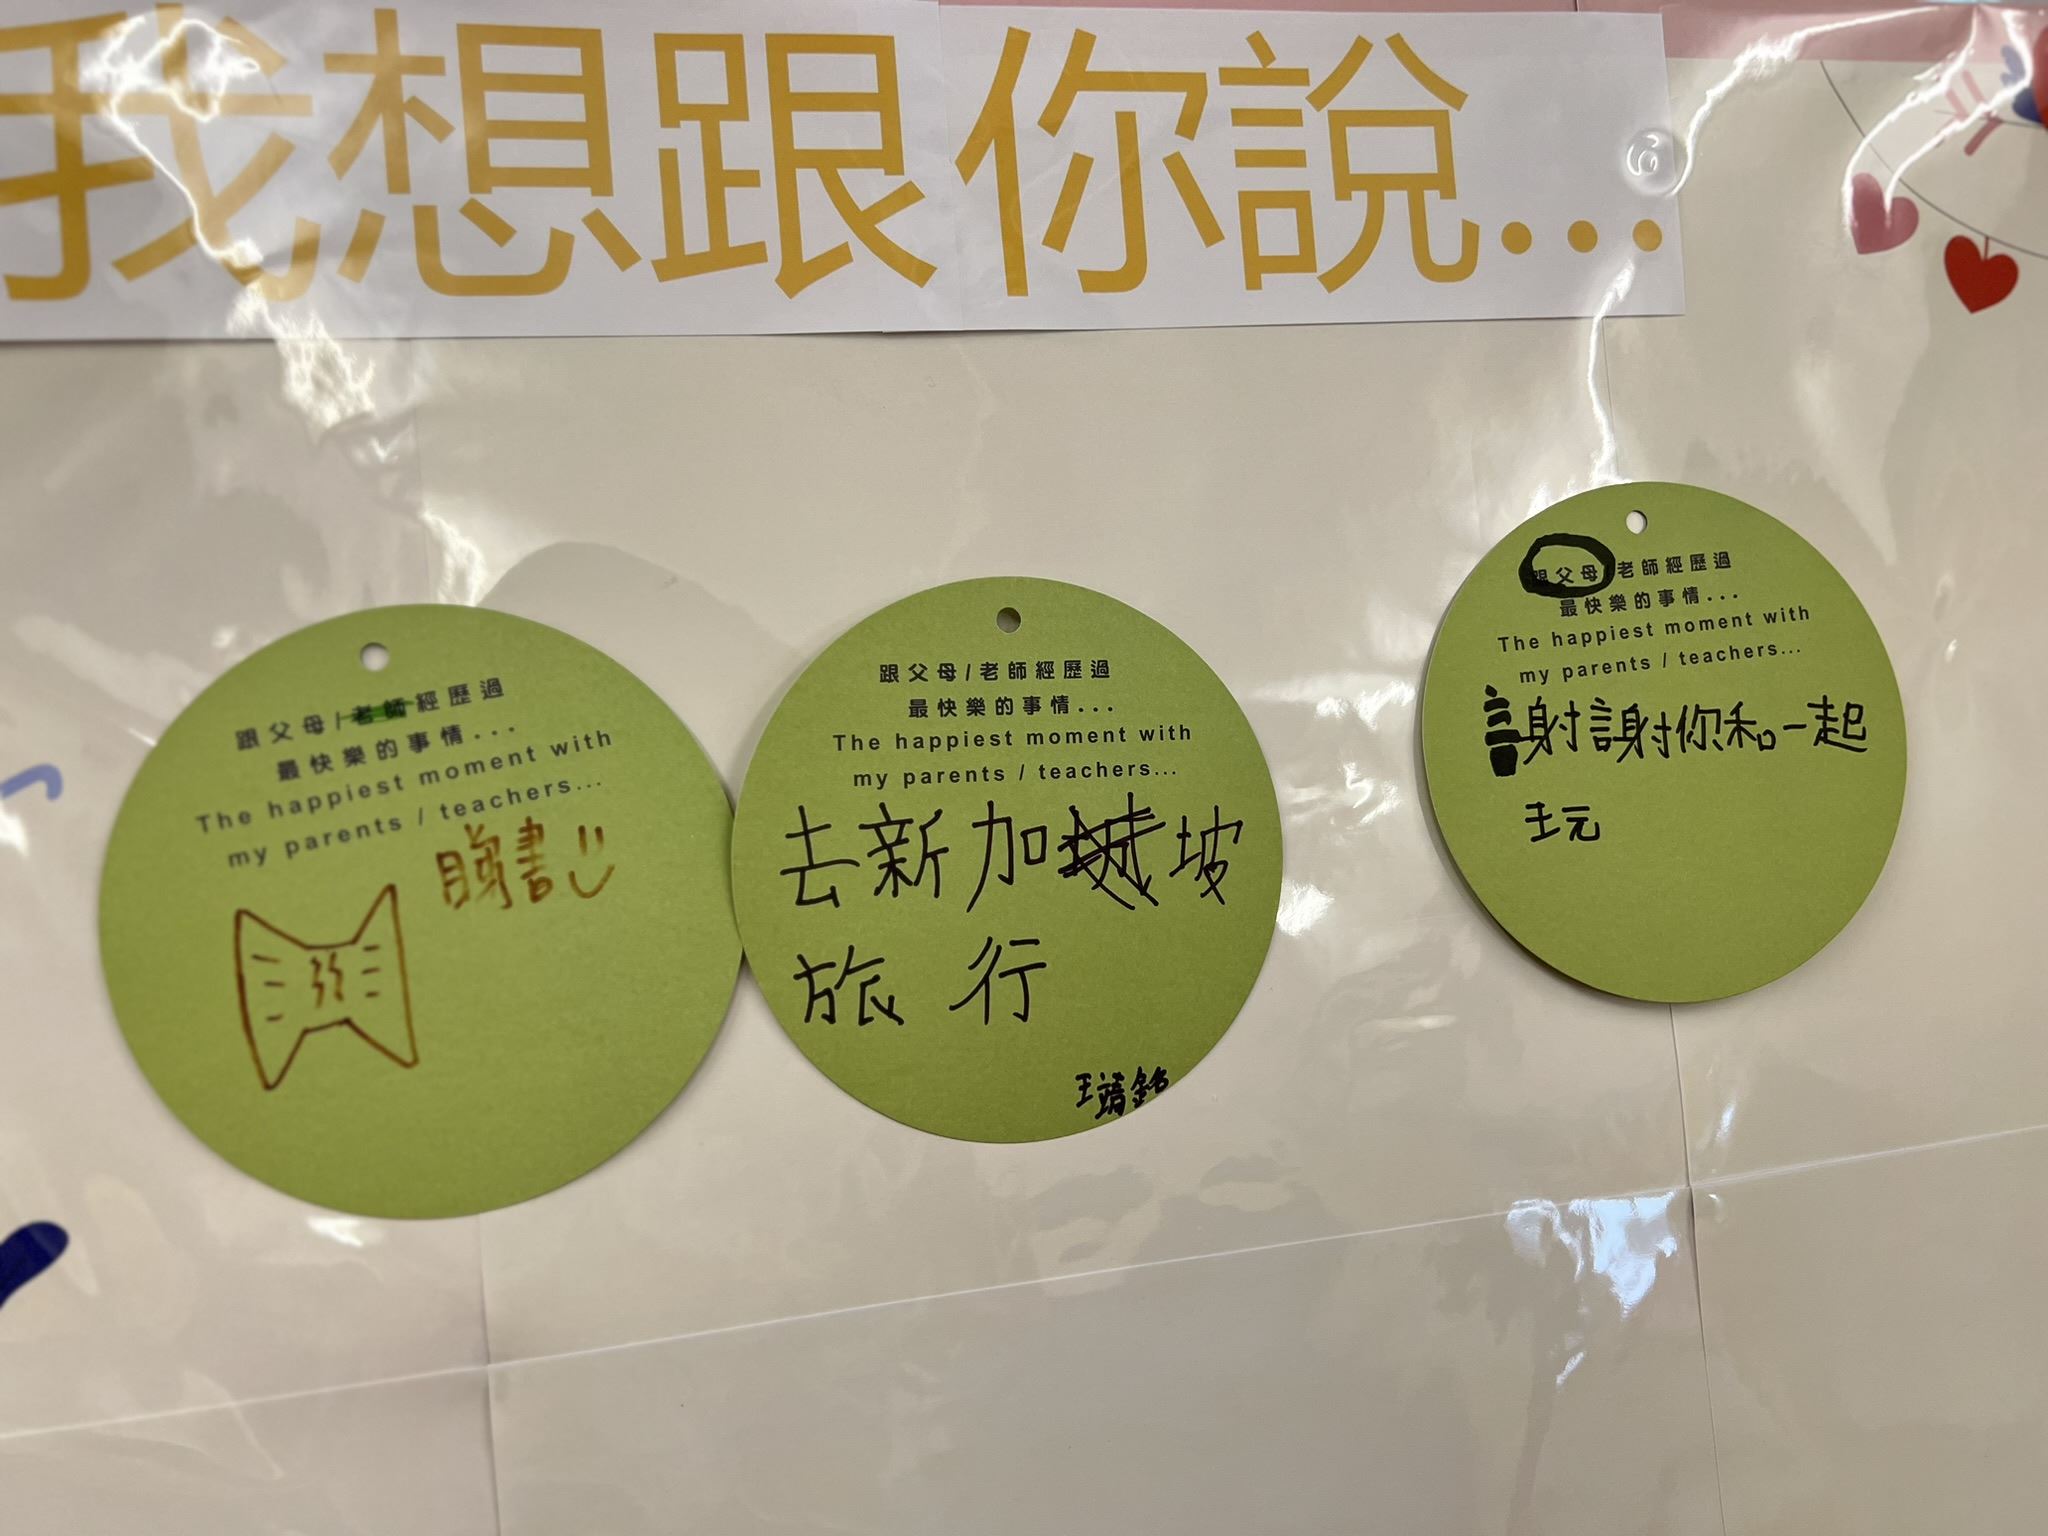 我想跟你說...
跟父母/老師經歷過
最快樂的事情...
The happiest moment with
my parents / teachers...
睇書
跟父母/老師經歷過
最快樂的事情...
The happiest moment with
my parents / teachers...
去新加坡
旅行
王靖銘
跟父母/老師經歷過
最快樂的事情...
The happiest moment with
my parents / teachers...
謝謝你和一起
玩